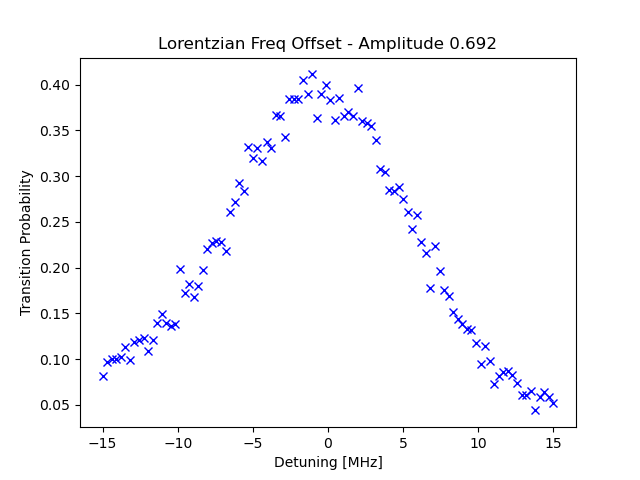 Lorentzian Freq Offset - Amplitude 0.692
Transition Probability
0.40
0.35
0.30
0.25
0.20
0.15
0.10
0.05
−15 −10 −5 0 5 10 15
Detuning [MHz]